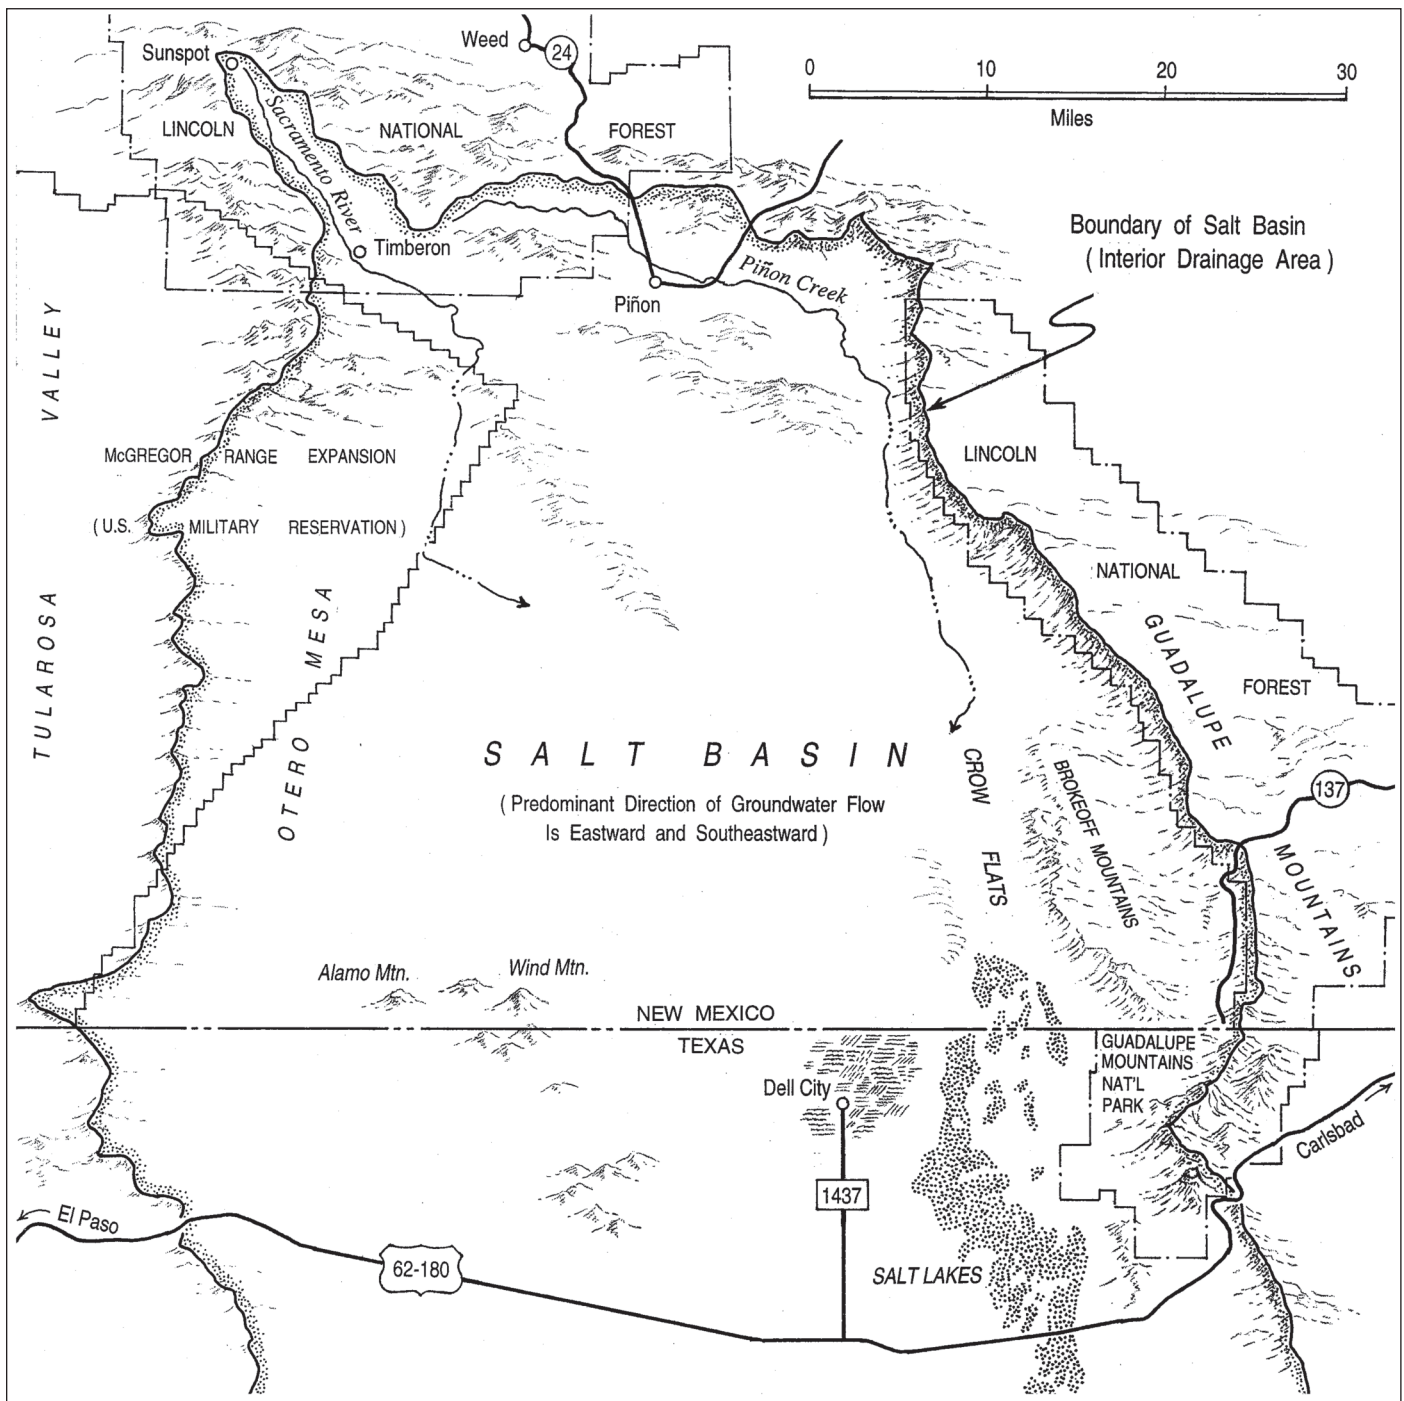 Weed
24
Sunspot
0 10 20 30
Miles
Sacramento River
LINCOLN NATIONAL FOREST
Timberon
Piñon Creek
Piñon
Boundary of Salt Basin
(Interior Drainage Area)
TULAROSA VALLEY
McGREGOR RANGE EXPANSION
(U.S. MILITARY RESERVATION)
LINCOLN
NATIONAL
FOREST
OTERO MESA
GUADALUPE
MOUNTAINS
SALT BASIN
(Predominant Direction of Groundwater Flow
Is Eastward and Southeastward)
CROW
FLATS
BROKEOFF MOUNTAINS
137
Alamo Mtn.
Wind Mtn.
NEW MEXICO
TEXAS
GUADALUPE
MOUNTAINS
NAT'L
PARK
Dell City
Carlsbad
1437
El Paso
62-180
SALT LAKES